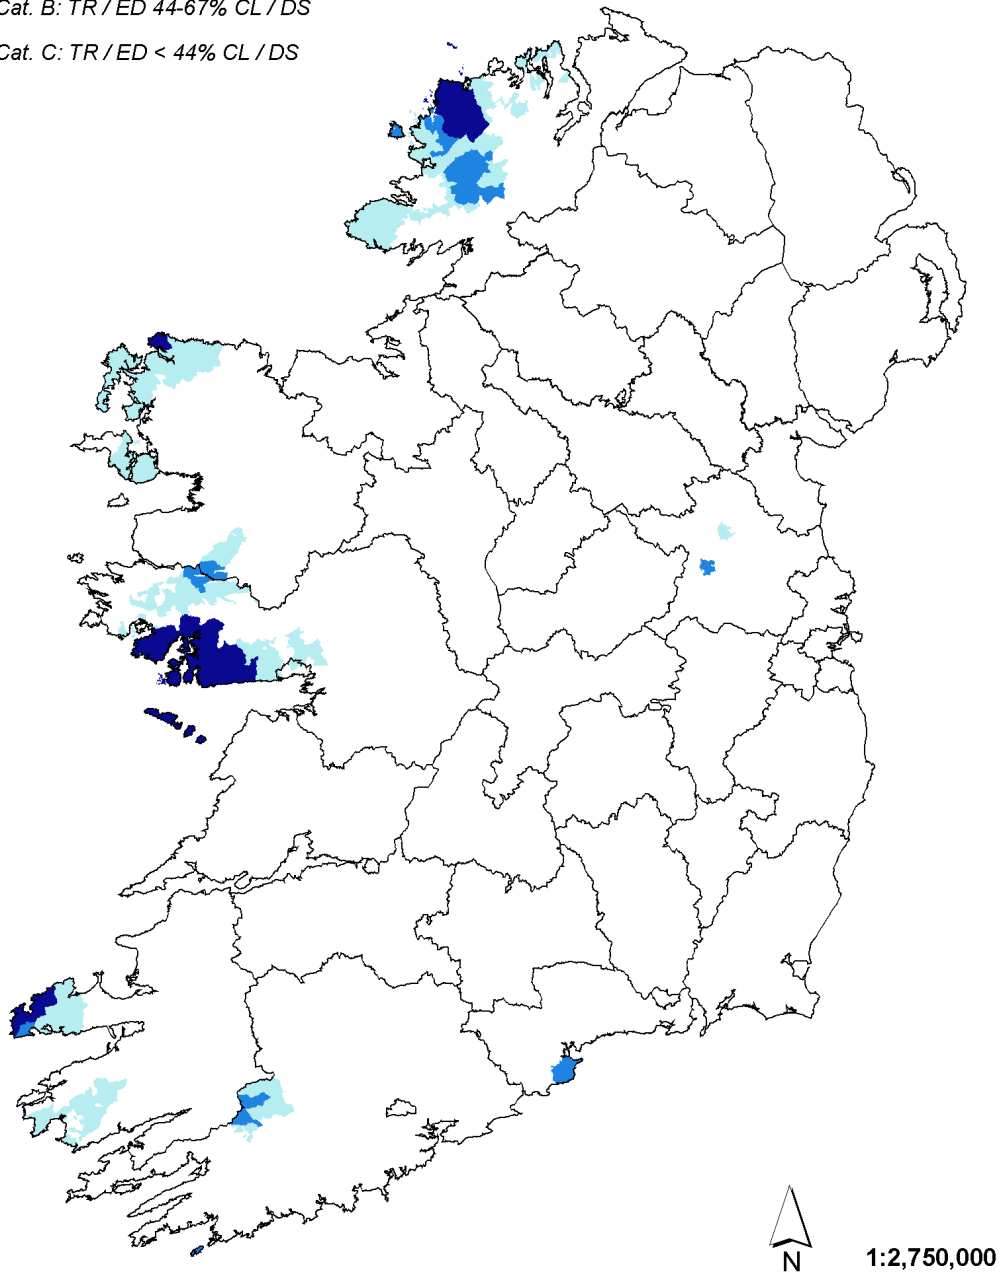 Cat. B: TR / ED 44-67% CL / DS
Cat. C: TR / ED < 44% CL / DS
N
1:2,750,000